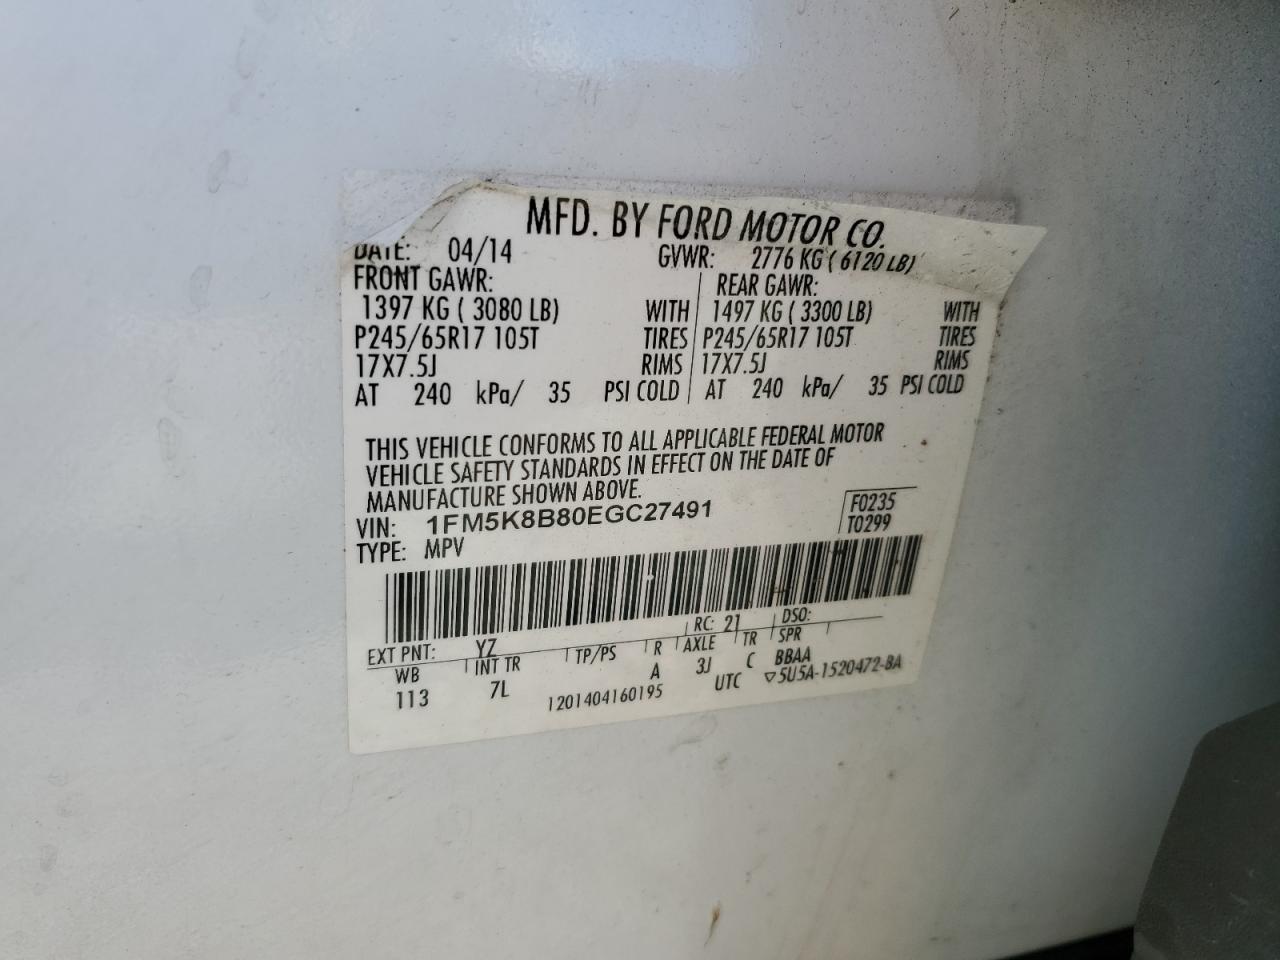 MFD. BY FORD MOTOR CO.
DATE: 04/14 GVWR: 2776 KG ( 6120 LB)
FRONT GAWR: REAR GAWR:
1397 KG ( 3080 LB) WITH 1497 KG ( 3300 LB) WITH
P245/65R17 105T TIRES P245/65R17 105T TIRES
17X7.5J RIMS 17X7.5J RIMS
AT 240 kPa/ 35 PSI COLD AT 240 kPa/ 35 PSI COLD
THIS VEHICLE CONFORMS TO ALL APPLICABLE FEDERAL MOTOR
VEHICLE SAFETY STANDARDS IN EFFECT ON THE DATE OF
MANUFACTURE SHOWN ABOVE.
VIN: 1FM5K8B80EGC27491 F0235
TYPE: MPV T0299
EXT PNT: YZ RC: 21 DSO:
WB INT TR TP/PS R AXLE TR SPR
113 7L A 3J C BBAA
1201404160195 UTC ▽5U5A-1520472-BA